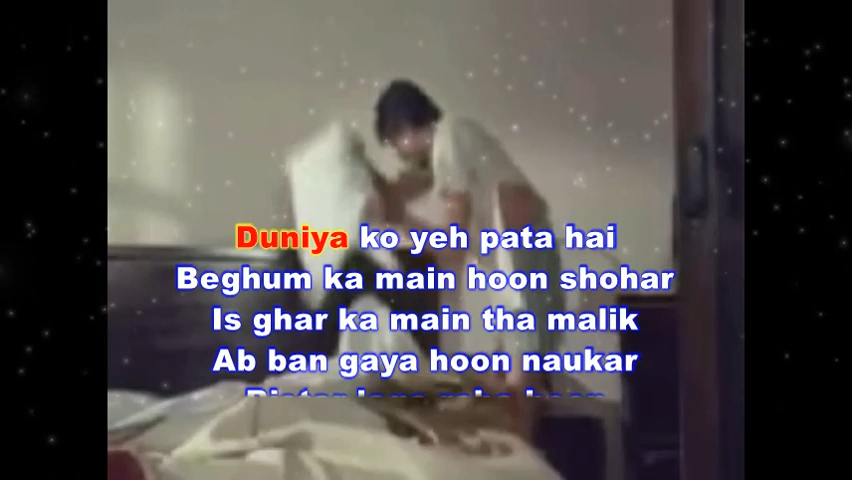 Duniya ko yeh pata hai
Beghum ka main hoon shohar
Is ghar ka main tha malik
Ab ban gaya hoon naukar